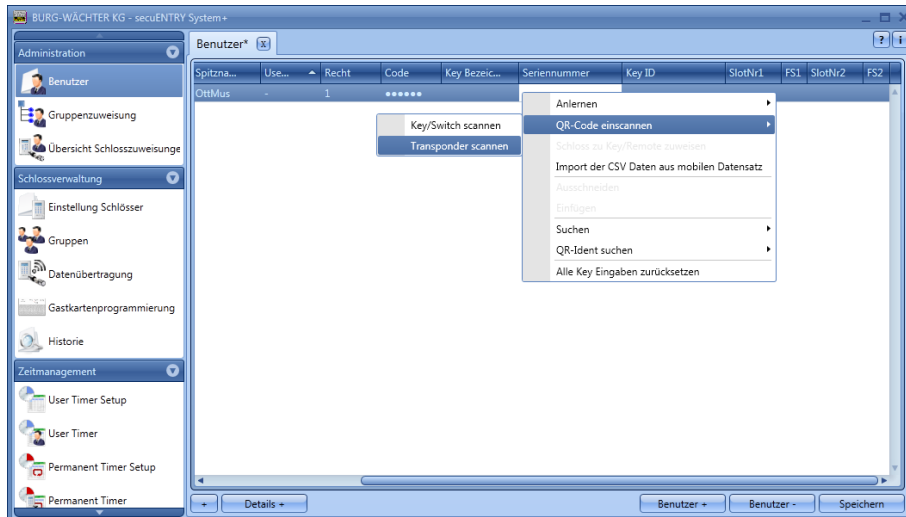 BURG-WÄCHTER KG - secuENTRY System+
Administration
Benutzer
Gruppenzuweisung
Übersicht Schlosszuweisunge
Schlossverwaltung
Einstellung Schlösser
Gruppen
Datenübertragung
Gastkartenprogrammierung
Historie
Zeitmanagement
User Timer Setup
User Timer
Permanent Timer Setup
Permanent Timer
Benutzer* x
? i
Spitzna... Use... Recht Code Key Bezeic... Seriennummer Key ID SlotNr1 FS1 SlotNr2 FS2
OttMus - 1 ●●●●●●
Key/Switch scannen
Transponder scannen
Anlernen
QR-Code einscannen
Schloss zu Key/Remote zuweisen
Import der CSV Daten aus mobilen Datensatz
Ausschneiden
Einfügen
Suchen
QR-Ident suchen
Alle Key Eingaben zurücksetzen
+ Details + Benutzer + Benutzer - Speichern